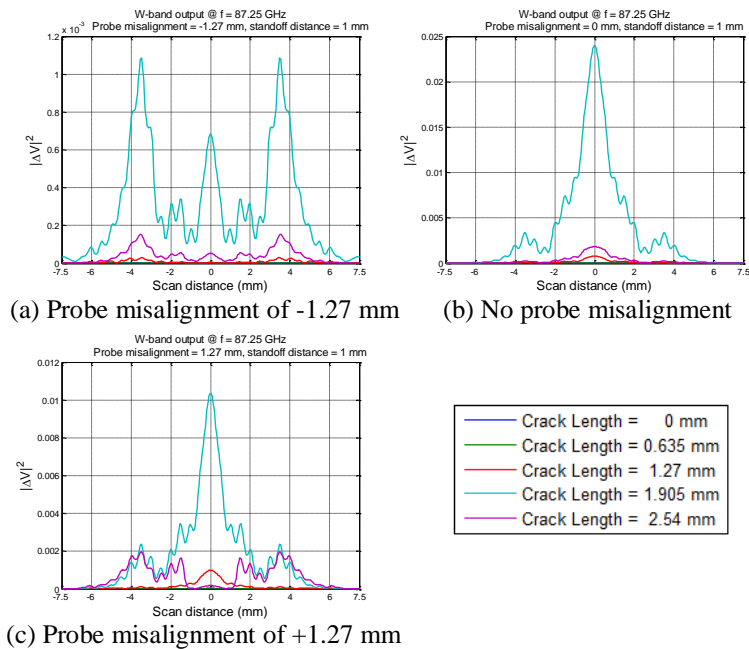 W-band output @ f = 87.25 GHz
Probe misalignment = -1.27 mm, standoff distance = 1 mm
x 10^-3
1.2
1
0.8
0.6
0.4
0.2
0
|ΔV|²
-7.5 -6 -4 -2 0 2 4 6 7.5
Scan distance (mm)
(a) Probe misalignment of -1.27 mm
W-band output @ f = 87.25 GHz
Probe misalignment = 0 mm, standoff distance = 1 mm
0.025
0.02
0.015
0.01
0.005
0
|ΔV|²
-7.5 -6 -4 -2 0 2 4 6 7.5
Scan distance (mm)
(b) No probe misalignment
W-band output @ f = 87.25 GHz
Probe misalignment = 1.27 mm, standoff distance = 1 mm
0.012
0.01
0.008
0.006
0.004
0.002
0
|ΔV|²
-7.5 -6 -4 -2 0 2 4 6 7.5
Scan distance (mm)
(c) Probe misalignment of +1.27 mm
Crack Length = 0 mm
Crack Length = 0.635 mm
Crack Length = 1.27 mm
Crack Length = 1.905 mm
Crack Length = 2.54 mm